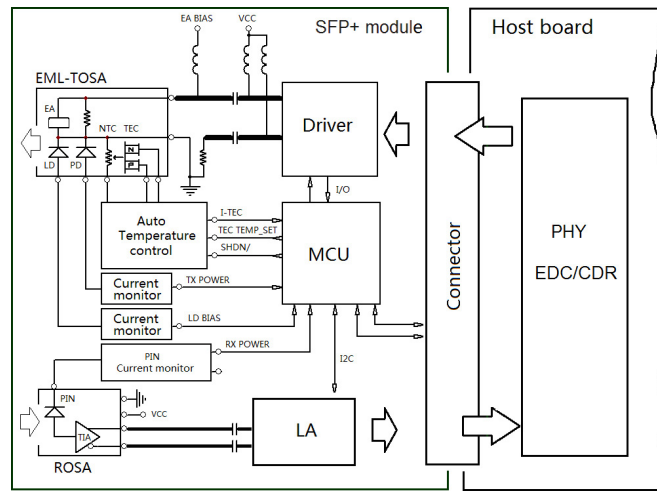 EA BIAS
VCC
SFP+ module
Host board
EML-TOSA
EA
NTC TEC
N
P
LD
PD
Driver
I/O
Auto
Temperature
control
I-TEC
TEC TEMP_SET
SHDN/
MCU
Connector
PHY
EDC/CDR
Current
monitor
TX POWER
Current
monitor
LD BIAS
PIN
Current monitor
RX POWER
I2C
PIN
VCC
TIA
LA
ROSA